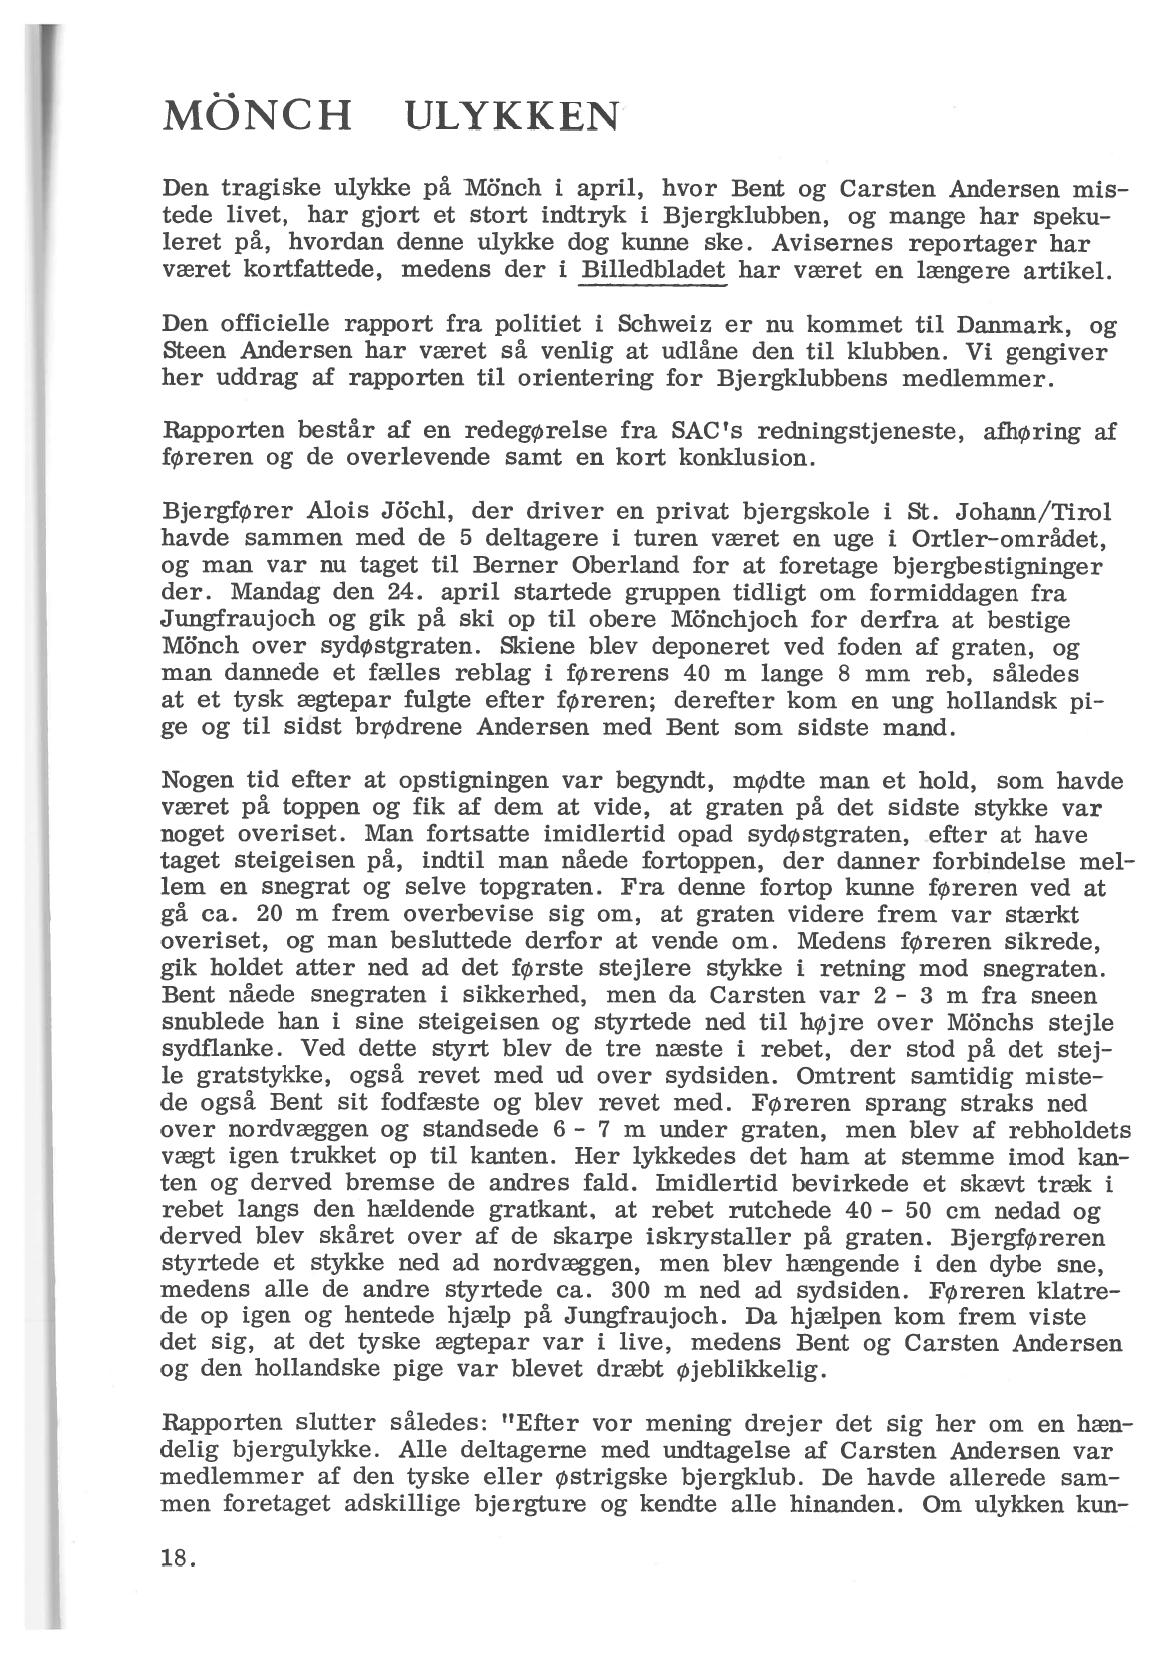 MÖNCH ULYKKEN
Den tragiske ulykke på Mönch i april, hvor Bent og Carsten Andersen mis-
tede livet, har gjort et stort indtryk i Bjergklubben, og mange har speku-
leret på, hvordan denne ulykke dog kunne ske. Avisernes reportager har
været kortfattede, medens der i Billedbladet har været en længere artikel.
Den officielle rapport fra politiet i Schweiz er nu kommet til Danmark, og
Steen Andersen har været så venlig at udlåne den til klubben. Vi gengiver
her uddrag af rapporten til orientering for Bjergklubbens medlemmer.
Rapporten består af en redegørelse fra SAC's redningstjeneste, afhøring af
føreren og de overlevende samt en kort konklusion.
Bjergfører Alois Jöchl, der driver en privat bjergskole i St. Johann/Tirol
havde sammen med de 5 deltagere i turen været en uge i Ortler-området,
og man var nu taget til Berner Oberland for at foretage bjergbestigninger
der. Mandag den 24. april startede gruppen tidligt om formiddagen fra
Jungfraujoch og gik på ski op til obere Mönchjoch for derfra at bestige
Mönch over sydøstgraten. Skiene blev deponeret ved foden af graten, og
man dannede et fælles reblag i førerens 40 m lange 8 mm reb, således
at et tysk ægtepar fulgte efter føreren; derefter kom en ung hollandsk pi-
ge og til sidst brødrene Andersen med Bent som sidste mand.
Nogen tid efter at opstigningen var begyndt, mødte man et hold, som havde
været på toppen og fik af dem at vide, at graten på det sidste stykke var
noget overiset. Man fortsatte imidlertid opad sydøstgraten, efter at have
taget steigeisen på, indtil man nåede fortoppen, der danner forbindelse mel-
lem en snegrat og selve topgraten. Fra denne fortop kunne føreren ved at
gå ca. 20 m frem overbevise sig om, at graten videre frem var stærkt
overiset, og man besluttede derfor at vende om. Medens føreren sikrede,
gik holdet atter ned ad det første stejlere stykke i retning mod snegraten.
Bent nåede snegraten i sikkerhed, men da Carsten var 2 - 3 m fra sneen
snublede han i sine steigeisen og styrtede ned til højre over Mönchs stejle
sydflanke. Ved dette styrt blev de tre næste i rebet, der stod på det stej-
le gratstykke, også revet med ud over sydsiden. Omtrent samtidig miste-
de også Bent sit fodfæste og blev revet med. Føreren sprang straks ned
over nordvæggen og standsede 6 - 7 m under graten, men blev af rebholdets
vægt igen trukket op til kanten. Her lykkedes det ham at stemme imod kan-
ten og derved bremse de andres fald. Imidlertid bevirkede et skævt træk i
rebet langs den hældende gratkant, at rebet rutchede 40 - 50 cm nedad og
derved blev skåret over af de skarpe iskrystaller på graten. Bjergføreren
styrtede et stykke ned ad nordvæggen, men blev hængende i den dybe sne,
medens alle de andre styrtede ca. 300 m ned ad sydsiden. Føreren klatre-
de op igen og hentede hjælp på Jungfraujoch. Da hjælpen kom frem viste
det sig, at det tyske ægtepar var i live, medens Bent og Carsten Andersen
og den hollandske pige var blevet dræbt øjeblikkelig.
Rapporten slutter således: "Efter vor mening drejer det sig her om en hæn-
delig bjergulykke. Alle deltagerne med undtagelse af Carsten Andersen var
medlemmer af den tyske eller østrigske bjergklub. De havde allerede sam-
men foretaget adskillige bjergture og kendte alle hinanden. Om ulykken kun-
18.